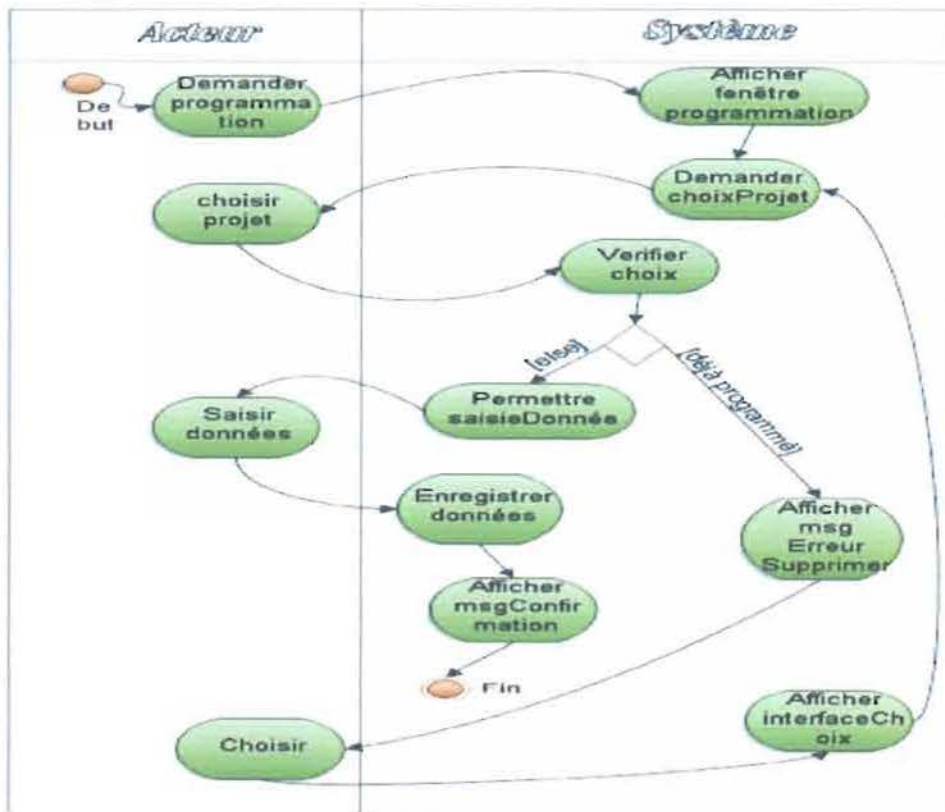 Acteur
Système
De
but
Demander
programma
tion
Afficher
fenêtre
programmation
Demander
choixProjet
choisir
projet
Verifier
choix
[else]
[déjà programmé]
Permettre
saisieDonnée
Saisir
données
Enregistrer
données
Afficher
msg
Erreur
Supprimer
Afficher
msgConfir
mation
Fin
Afficher
interfaceCh
oix
Choisir